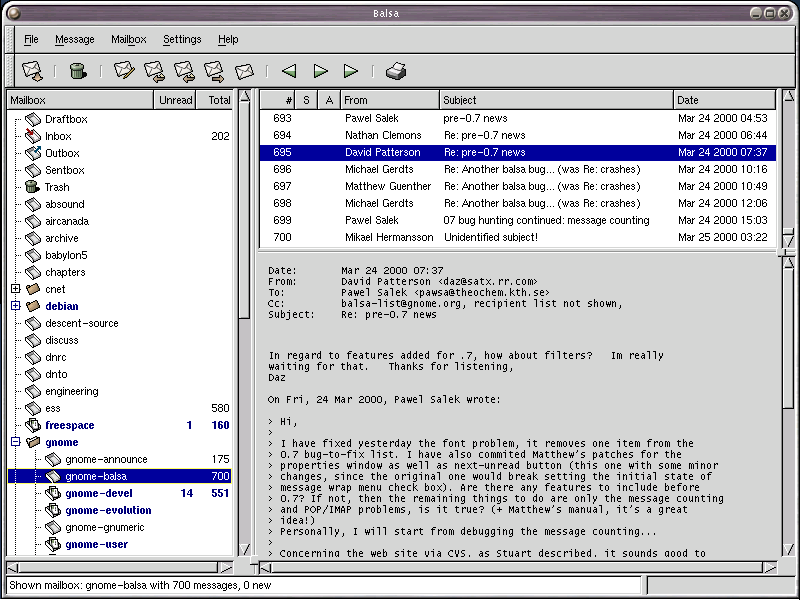 Balsa
File Message Mailbox Settings Help
Mailbox Unread Total
Draftbox
Inbox 202
Outbox
Sentbox
Trash
absound
aircanada
archive
babylon5
chapters
cnet
debian
descent-source
discuss
dnrc
dnto
engineering
ess 580
freespace 1 160
gnome
gnome-announce 175
gnome-balsa 700
gnome-devel 14 551
gnome-evolution
gnome-gnumeric
gnome-user
# S A From Subject Date
693 Pawel Salek pre-0.7 news Mar 24 2000 04:53
694 Nathan Clemons Re: pre-0.7 news Mar 24 2000 06:44
695 David Patterson Re: pre-0.7 news Mar 24 2000 07:37
696 Michael Gerdts Re: Another balsa bug... (was Re: crashes) Mar 24 2000 10:16
697 Matthew Guenther Re: Another balsa bug... (was Re: crashes) Mar 24 2000 10:49
698 Michael Gerdts Re: Another balsa bug... (was Re: crashes) Mar 24 2000 12:06
699 Pawel Salek 07 bug hunting continued: message counting Mar 24 2000 15:03
700 Mikael Hermansson Unidentified subject! Mar 25 2000 03:22
Date: Mar 24 2000 07:37
From: David Patterson <daz@satx.rr.com>
To: Pawel Salek <pawsa@theochem.kth.se>
Cc: balsa-list@gnome.org, recipient list not shown,
Subject: Re: pre-0.7 news
In regard to features added for .7, how about filters? Im really
waiting for that. Thanks for listening,
Daz
On Fri, 24 Mar 2000, Pawel Salek wrote:
> Hi,
>
> I have fixed yesterday the font problem, it removes one item from the
> 0.7 bug-to-fix list. I have also commited Matthew's patches for the
> properties window as well as next-unread button (this one with some minor
> changes, since the original one would break setting the initial state of
> message wrap menu check box). Are there any features to include before
> 0.7? If not, then the remaining things to do are only the message counting
> and POP/IMAP problems, is it true? (+ Matthew's manual, it's a great
> idea!)
> Personally, I will start from debugging the message counting...
>
> Concerning the web site via CVS, as Stuart described, it sounds good to
Shown mailbox: gnome-balsa with 700 messages, 0 new